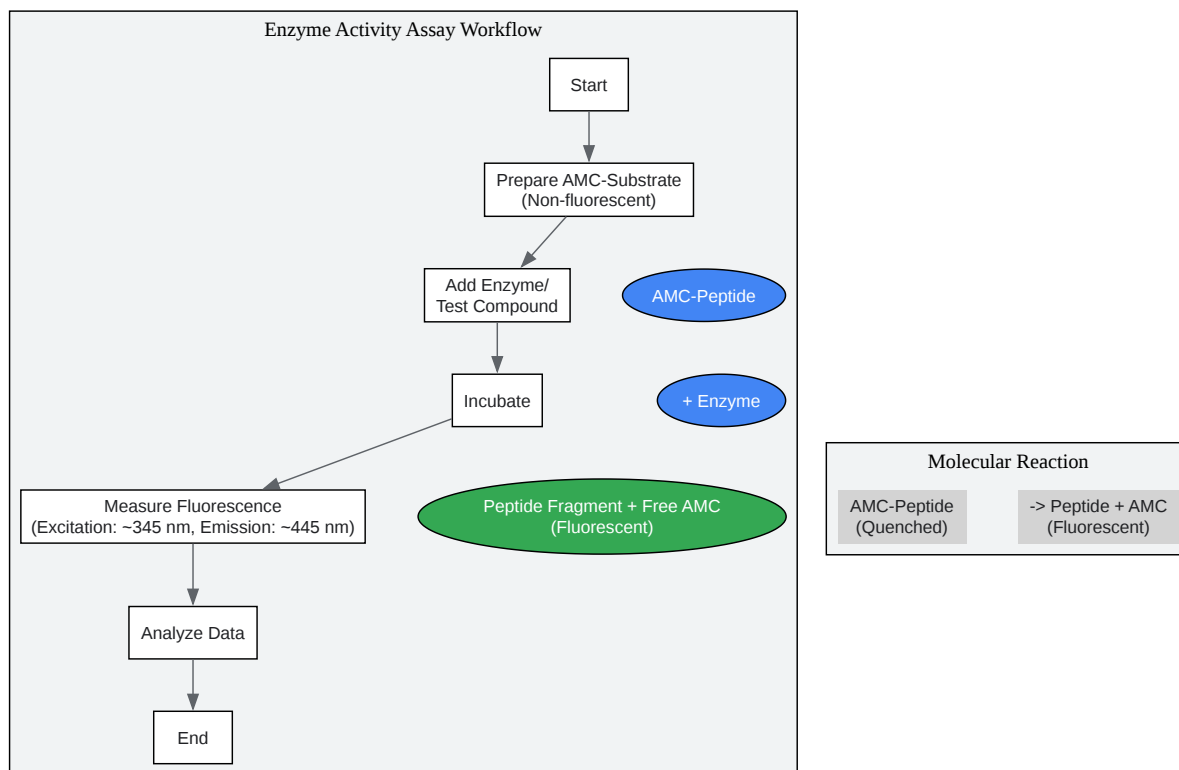 Enzyme Activity Assay Workflow
Start
Prepare AMC-Substrate
(Non-fluorescent)
Add Enzyme/
Test Compound
AMC-Peptide
Incubate
+ Enzyme
Measure Fluorescence
(Excitation: ~345 nm, Emission: ~445 nm)
Peptide Fragment + Free AMC
(Fluorescent)
Analyze Data
End
Molecular Reaction
AMC-Peptide
(Quenched)
-> Peptide + AMC
(Fluorescent)